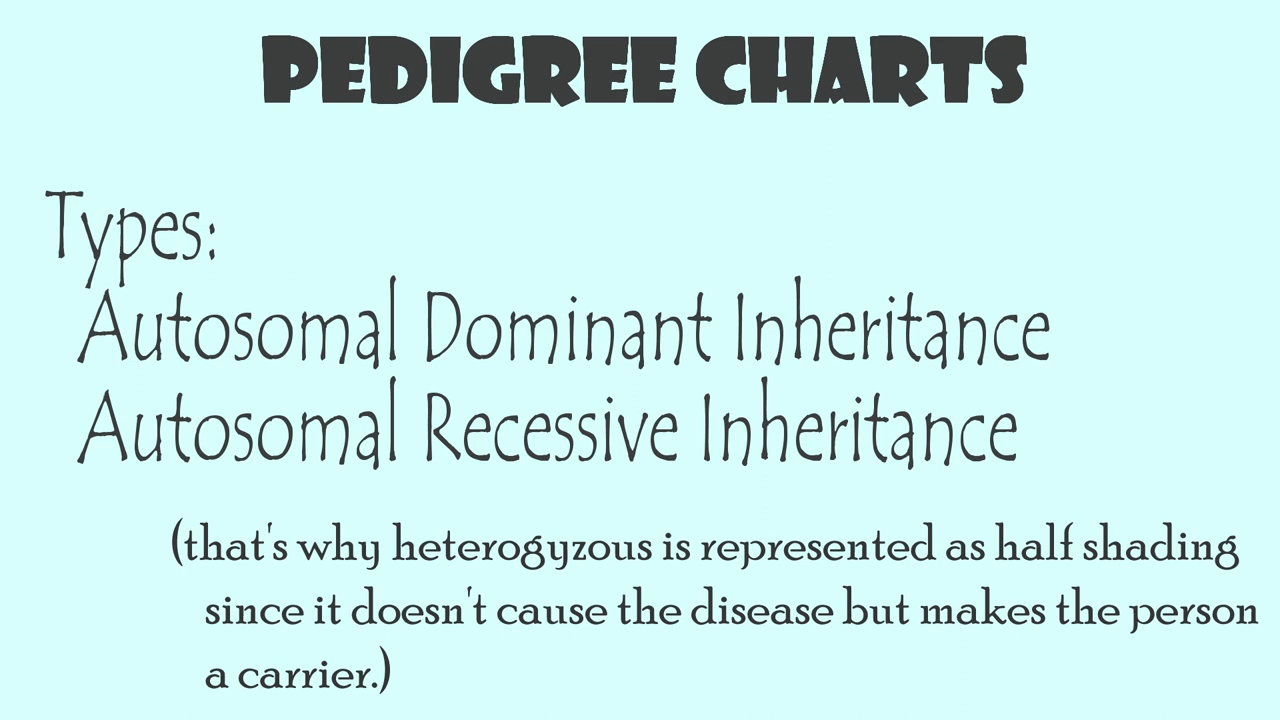 PEDIGREE CHARTS
Types:
Autosomal Dominant Inheritance
Autosomal Recessive Inheritance
(that's why heterogyzous is represented as half shading
since it doesn't cause the disease but makes the person
a carrier.)